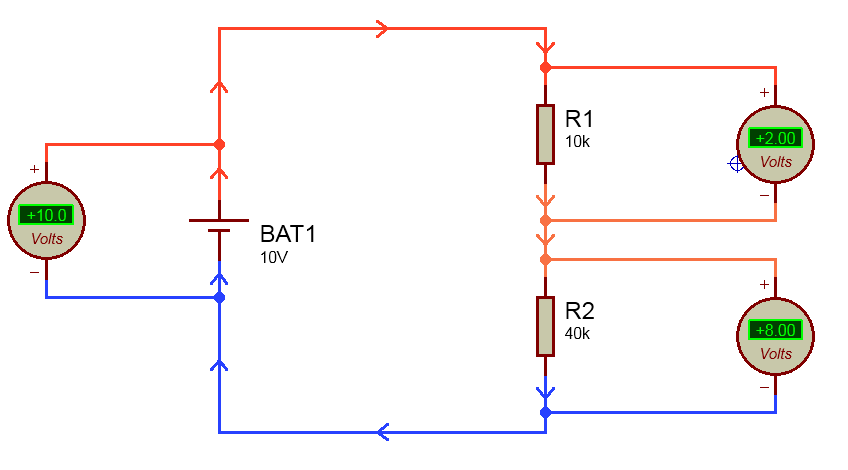 R1
10k
+
+2.00
Volts
−
+
+10.0
Volts
−
BAT1
10V
R2
40k
+
+8.00
Volts
−